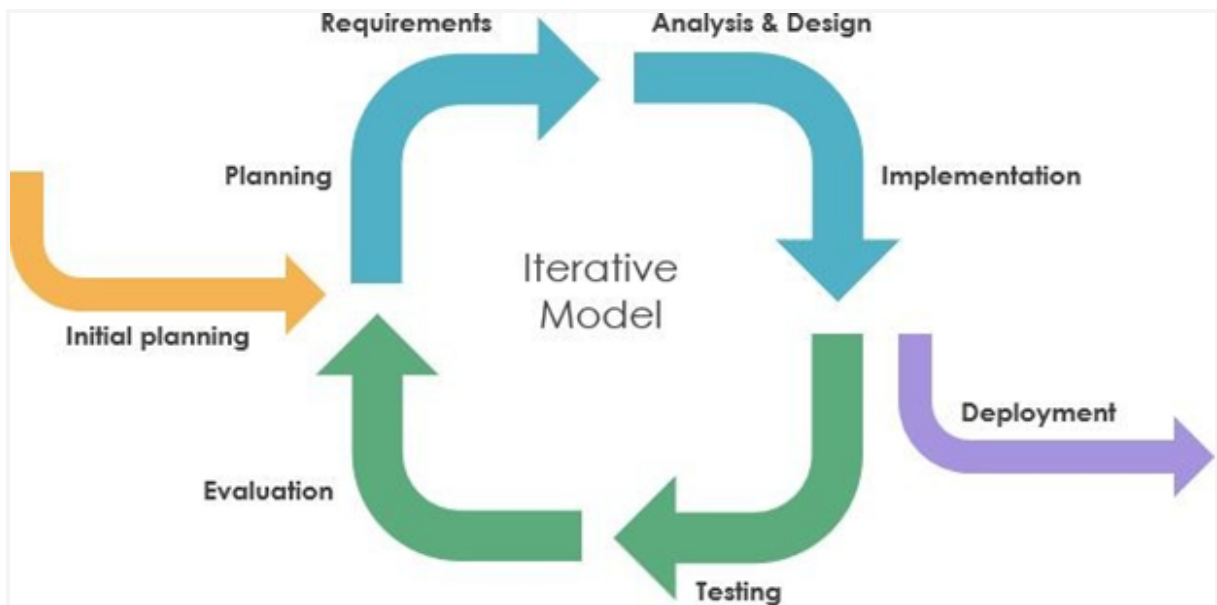 Requirements
Analysis & Design
Planning
Implementation
Iterative
Model
Initial planning
Deployment
Evaluation
Testing